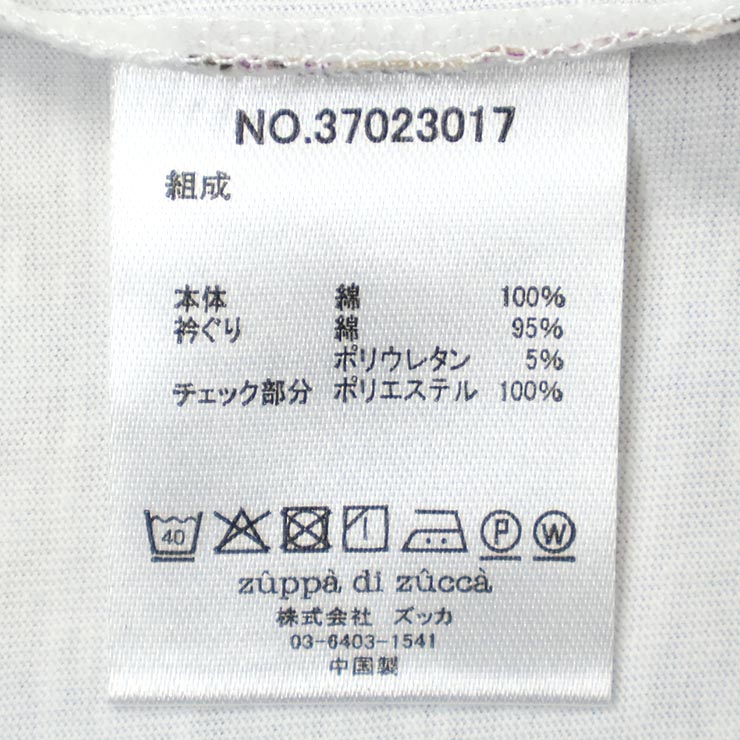 NO.37023017
組成
本体 綿 100%
衿ぐり 綿 95%
ポリウレタン 5%
チェック部分 ポリエステル 100%
40 P W
zûppà di zûccà
株式会社 ズッカ
03-6403-1541
中国製